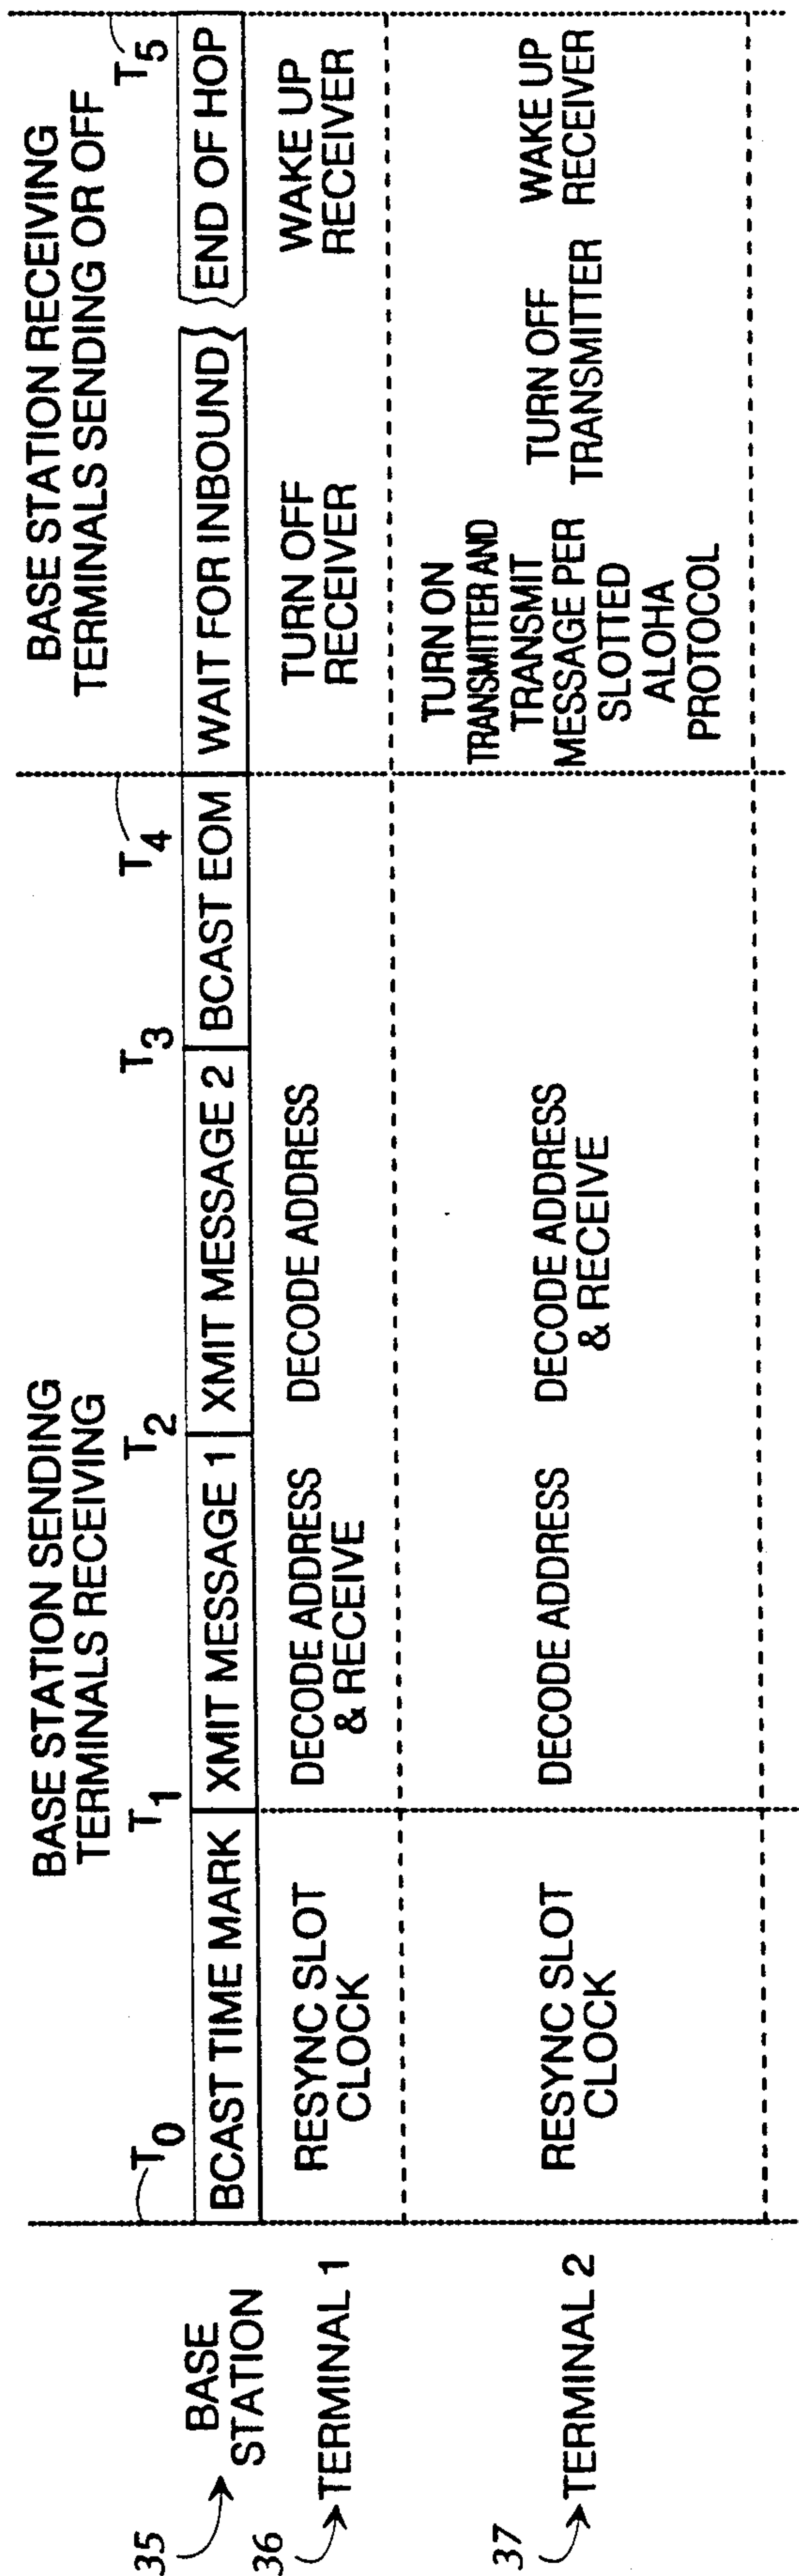 BASE STATION SENDING
TERMINALS RECEIVING
BASE STATION RECEIVING
TERMINALS SENDING OR OFF
T0
T1
T2
T3
T4
T5
35
BASE
STATION
BCAST TIME MARK
XMIT MESSAGE 1
XMIT MESSAGE 2
BCAST EOM
WAIT FOR INBOUND
END OF HOP
36
TERMINAL 1
RESYNC SLOT
CLOCK
DECODE ADDRESS
& RECEIVE
DECODE ADDRESS
TURN OFF
RECEIVER
WAKE UP
RECEIVER
37
TERMINAL 2
RESYNC SLOT
CLOCK
DECODE ADDRESS
DECODE ADDRESS
& RECEIVE
TURN ON
TRANSMITTER AND
TRANSMIT
MESSAGE PER
SLOTTED
ALOHA
PROTOCOL
TURN OFF
TRANSMITTER
WAKE UP
RECEIVER